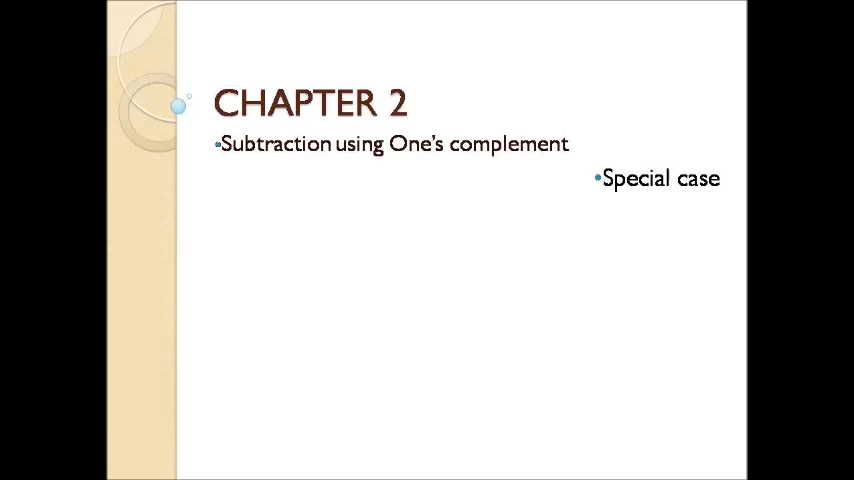 CHAPTER 2
•Subtraction using One's complement
•Special case